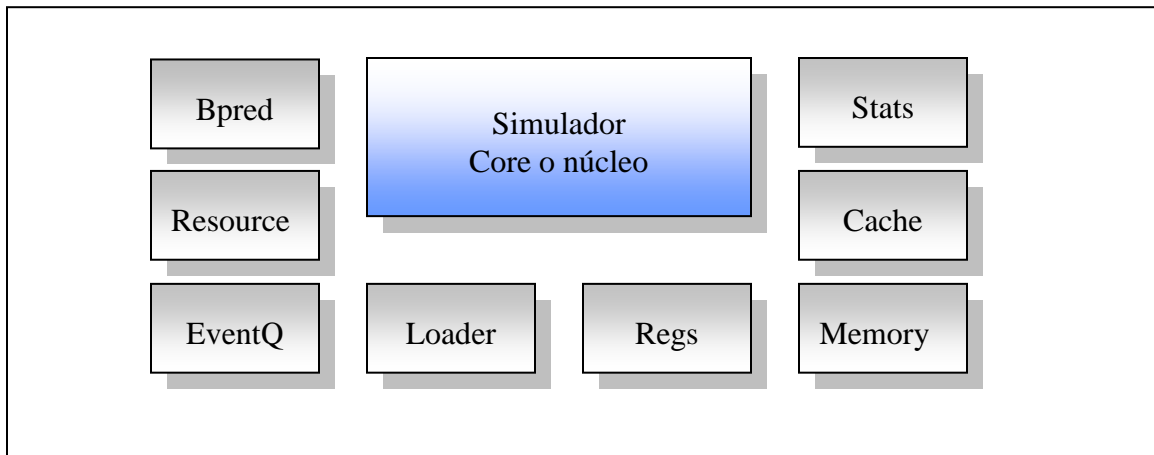 Bpred
Simulador
Core o núcleo
Stats
Resource
Cache
EventQ
Loader
Regs
Memory